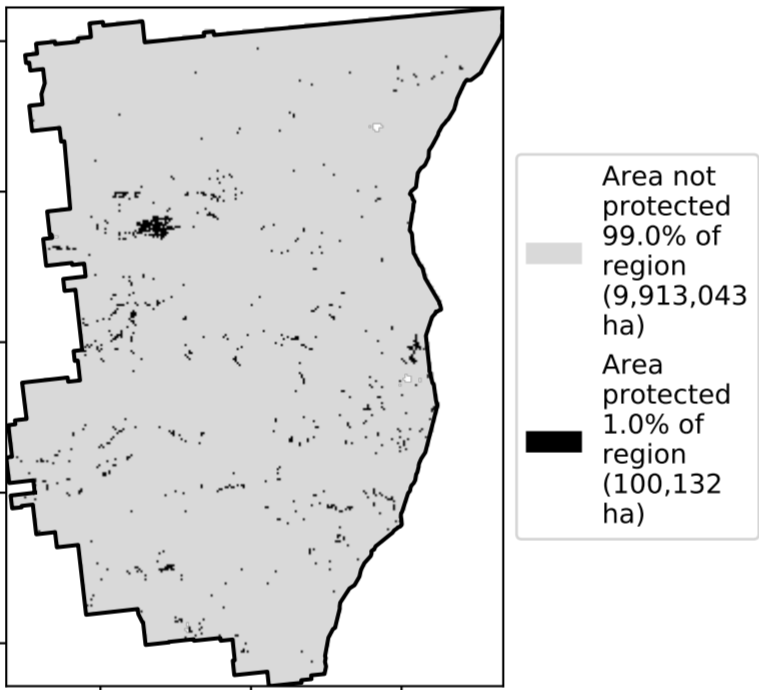 Area not
protected
99.0% of
region
(9,913,043
ha)
Area
protected
1.0% of
region
(100,132
ha)